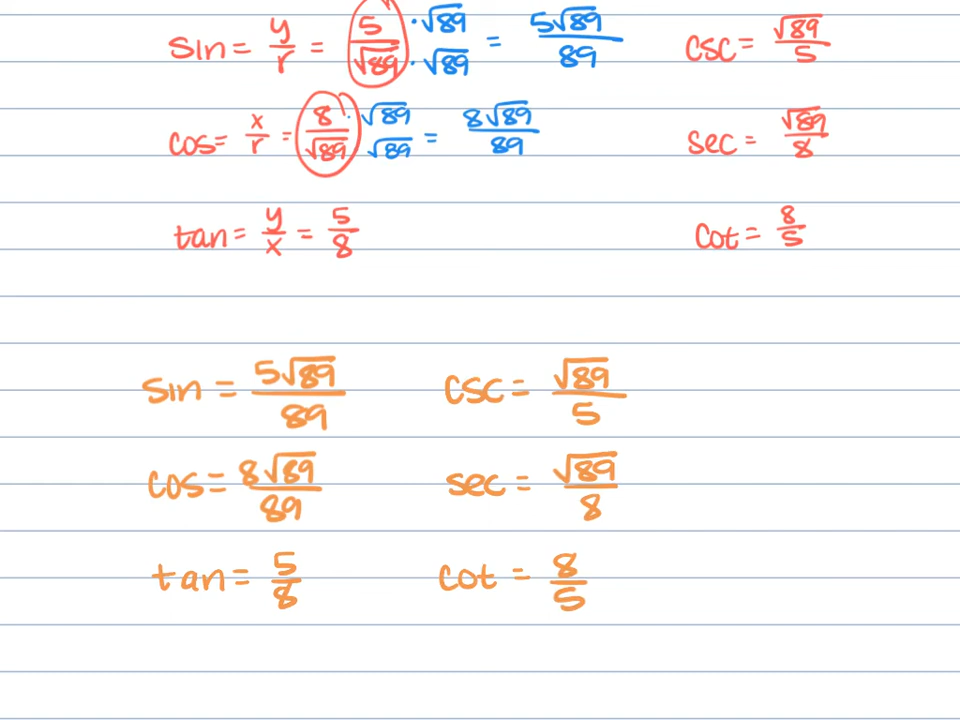 sin = y/r = 5/√89 · √89/√89 = 5√89/89 csc = √89/5
cos = x/r = 8/√89 · √89/√89 = 8√89/89 sec = √89/8
tan = y/x = 5/8 cot = 8/5
sin = 5√89/89 csc = √89/5
cos = 8√89/89 sec = √89/8
tan = 5/8 cot = 8/5